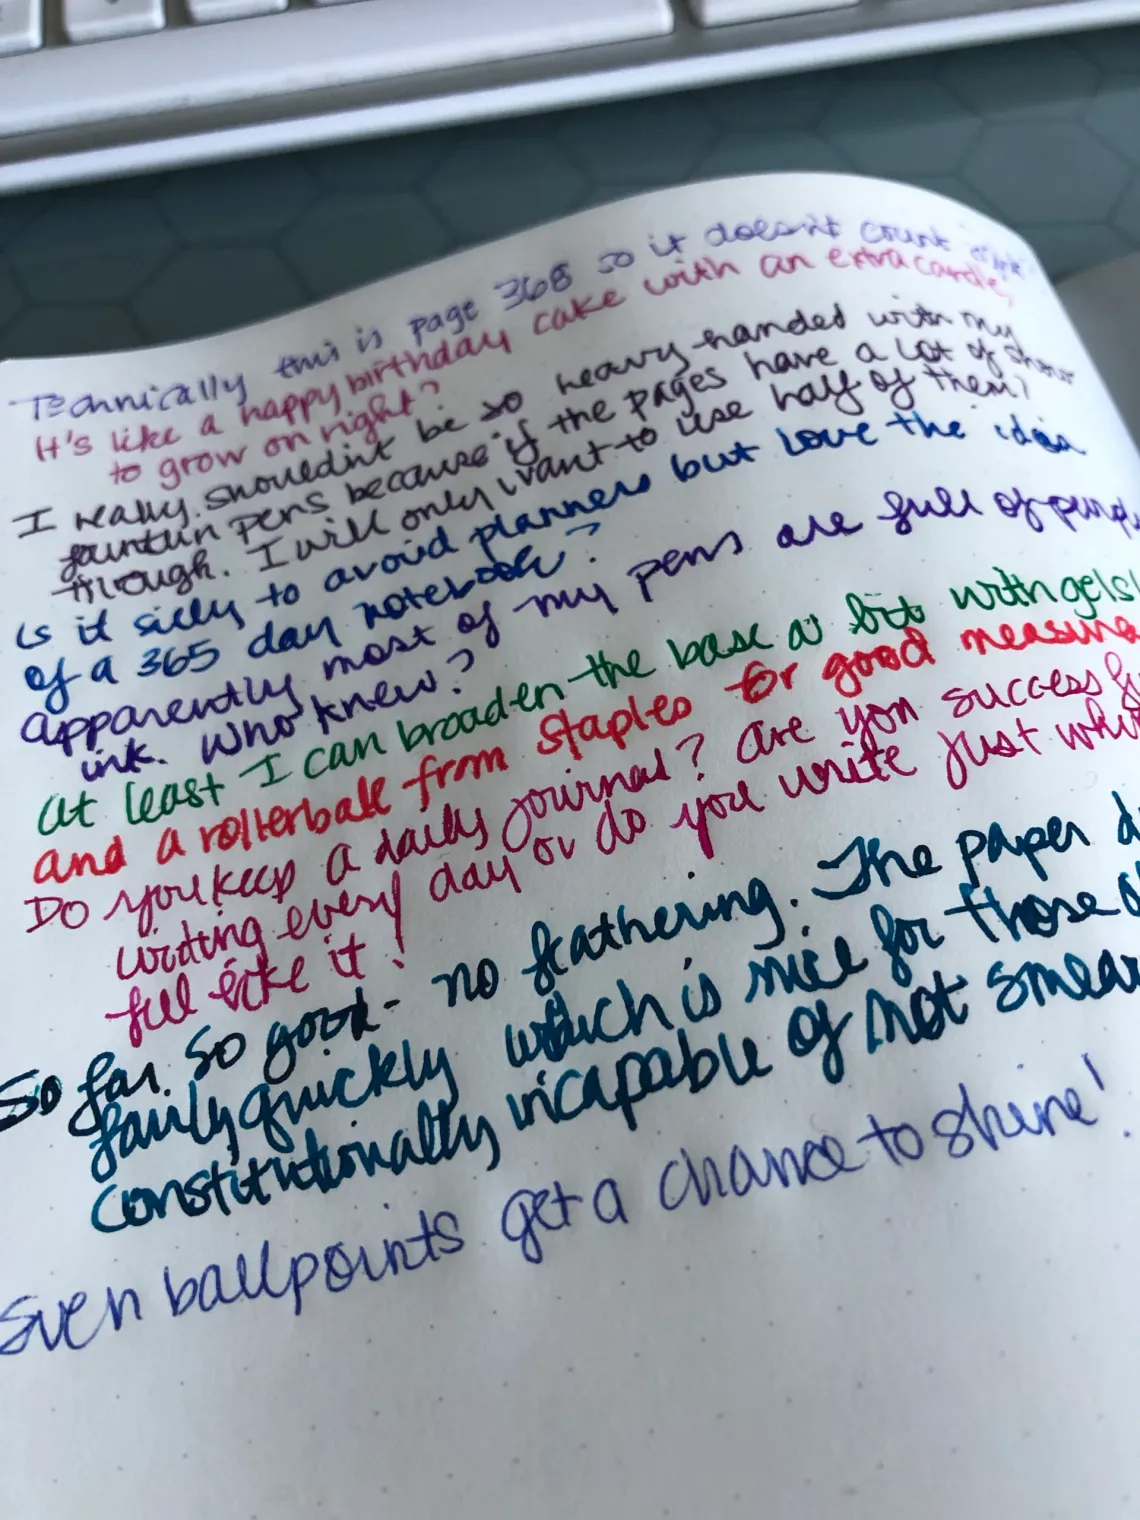 Technically this is page 368 so it doesn't count right
It's like a happy birthday cake with an extra candle,
to grow on right?
I really shouldn't be so heavy-handed with my
fountain pens because if the pages have a lot of show
through. I will only want to use half of them?
Is it silly to avoid planners but love the idea
of a 365 day notebook?
Apparently most of my pens are full of purple
ink. Who knew?
At least I can broaden the base a bit with gels!
and a rollerball from staples for good measure
Do you keep a daily journal? Are you success
writing every day or do you write just
feel like it?
So far so good - no feathering. The paper
fairly quickly which is nice for those
constitutionally incapable of not smear
Even ballpoints get a chance to shine!